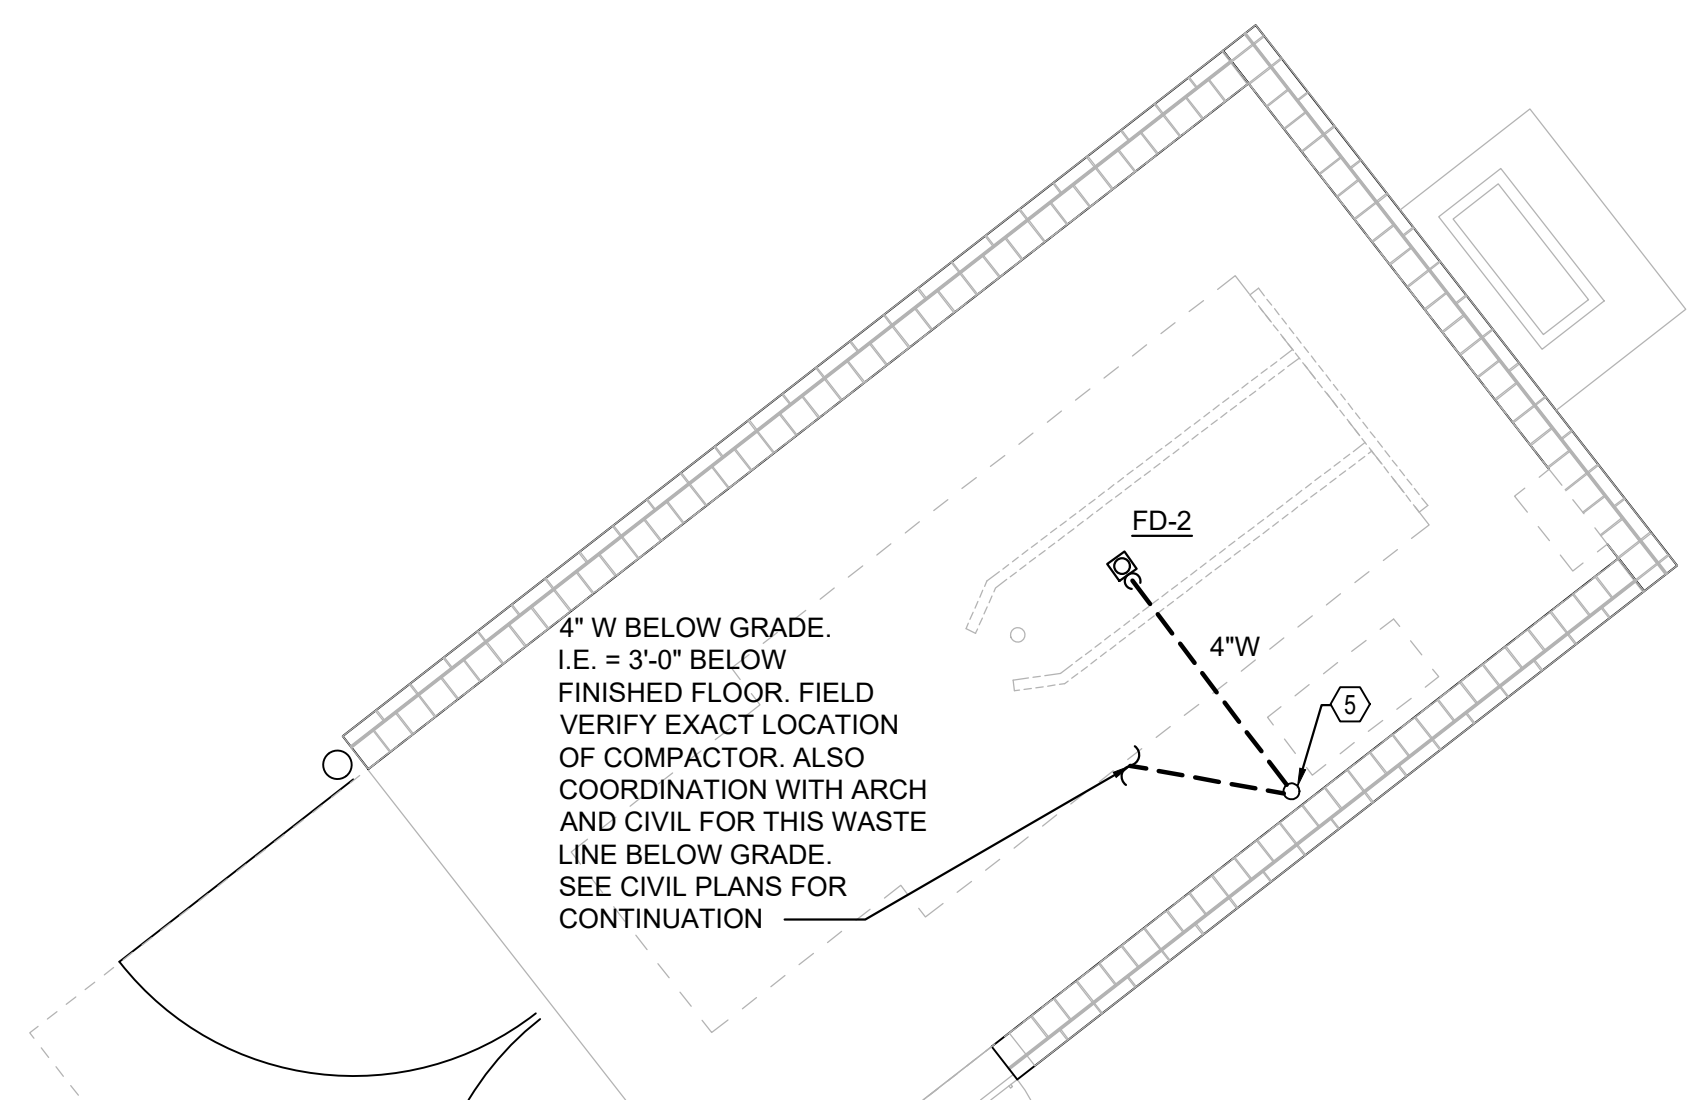 FD-2
4" W BELOW GRADE.
I.E. = 3'-0" BELOW
FINISHED FLOOR. FIELD
VERIFY EXACT LOCATION
OF COMPACTOR. ALSO
COORDINATION WITH ARCH
AND CIVIL FOR THIS WASTE
LINE BELOW GRADE.
SEE CIVIL PLANS FOR
CONTINUATION
4"W
5